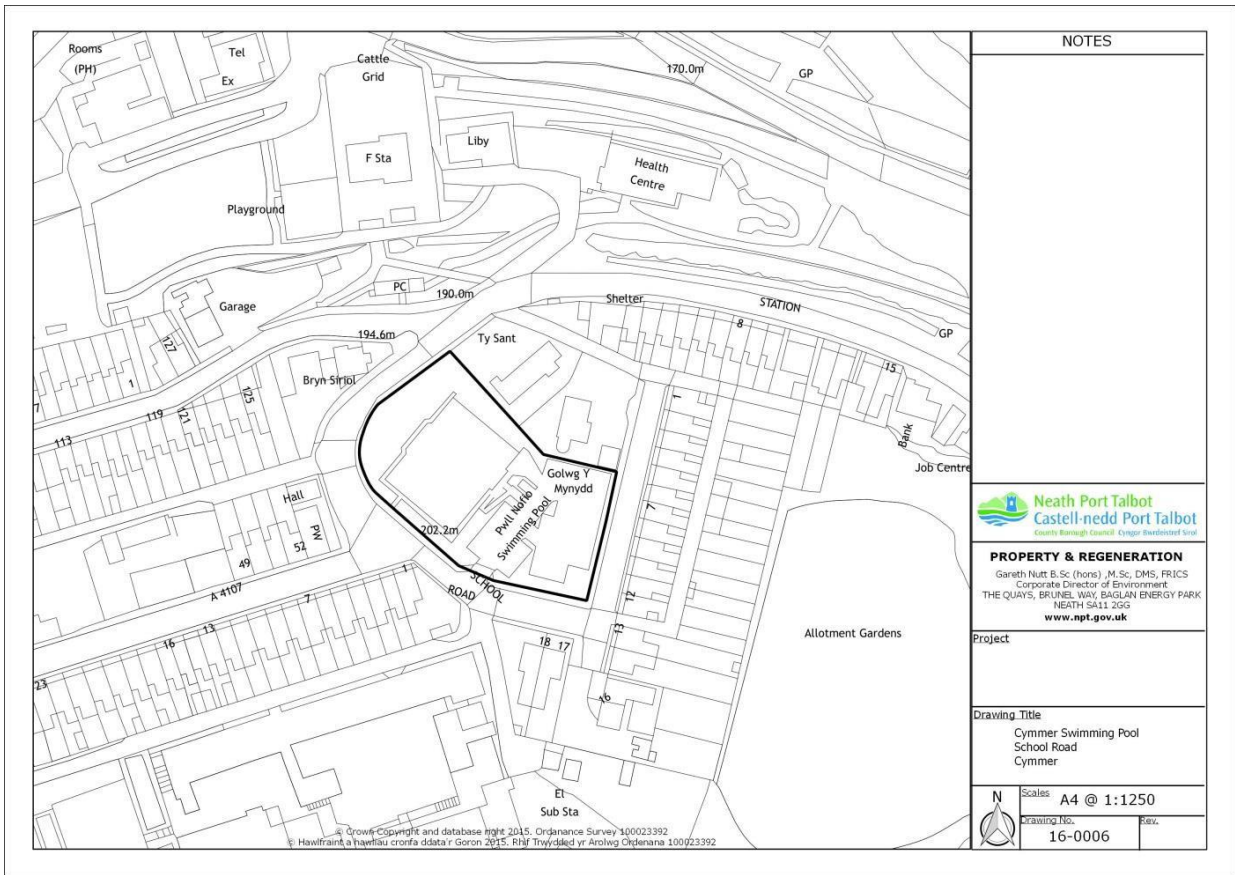 Rooms
(PH)
Tel
Ex
Cattle
Grid
170.0m
GP
F Sta
Liby
Health
Centre
Playground
PC
190.0m
Garage
Shelter
STATION
8
GP
194.6m
Ty Sant
127
15
1
Bryn Siriol
125
7
119
121
113
1
Bank
Job Centre
Golwg Y
Mynydd
Hall
PW
Pwll Nofio
Swimming Pool
7
202.2m
49
52
A 4107
1
SCHOOL
ROAD
7
12
13
16
13
18
17
Allotment Gardens
23
16
El
Sub Sta
© Crown Copyright and database right 2015. Ordanance Survey 100023392
© Hawlfraint a hawliau cronfa ddata'r Goron 2015. Rhif Trwydded yr Arolwg Ordenana 100023392
NOTES
Neath Port Talbot
Castell-nedd Port Talbot
County Borough Council Cyngor Bwrdeistref Sirol
PROPERTY & REGENERATION
Gareth Nutt B.Sc (hons) ,M.Sc, DMS, FRICS
Corporate Director of Environment
THE QUAYS, BRUNEL WAY, BAGLAN ENERGY PARK
NEATH SA11 2GG
www.npt.gov.uk
Project
Drawing Title
Cymmer Swimming Pool
School Road
Cymmer
N
Scales
A4 @ 1:1250
Drawing No.
16-0006
Rev.